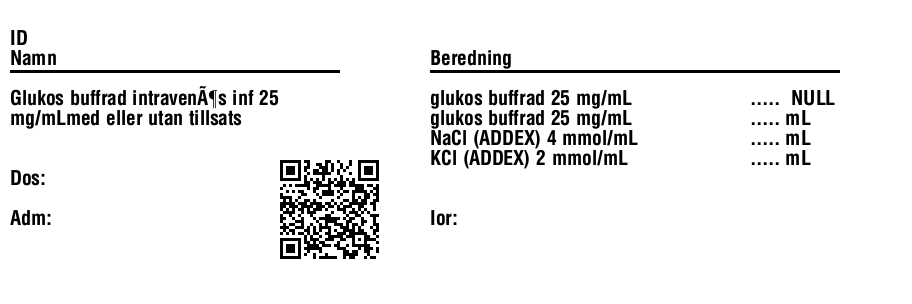 ID
Namn
Glukos buffrad intravenÃ¶s inf 25
mg/mLmed eller utan tillsats
Dos:
Adm:
Beredning
glukos buffrad 25 mg/mL ..... NULL
glukos buffrad 25 mg/mL ..... mL
NaCl (ADDEX) 4 mmol/mL ..... mL
KCl (ADDEX) 2 mmol/mL ..... mL
Ior: